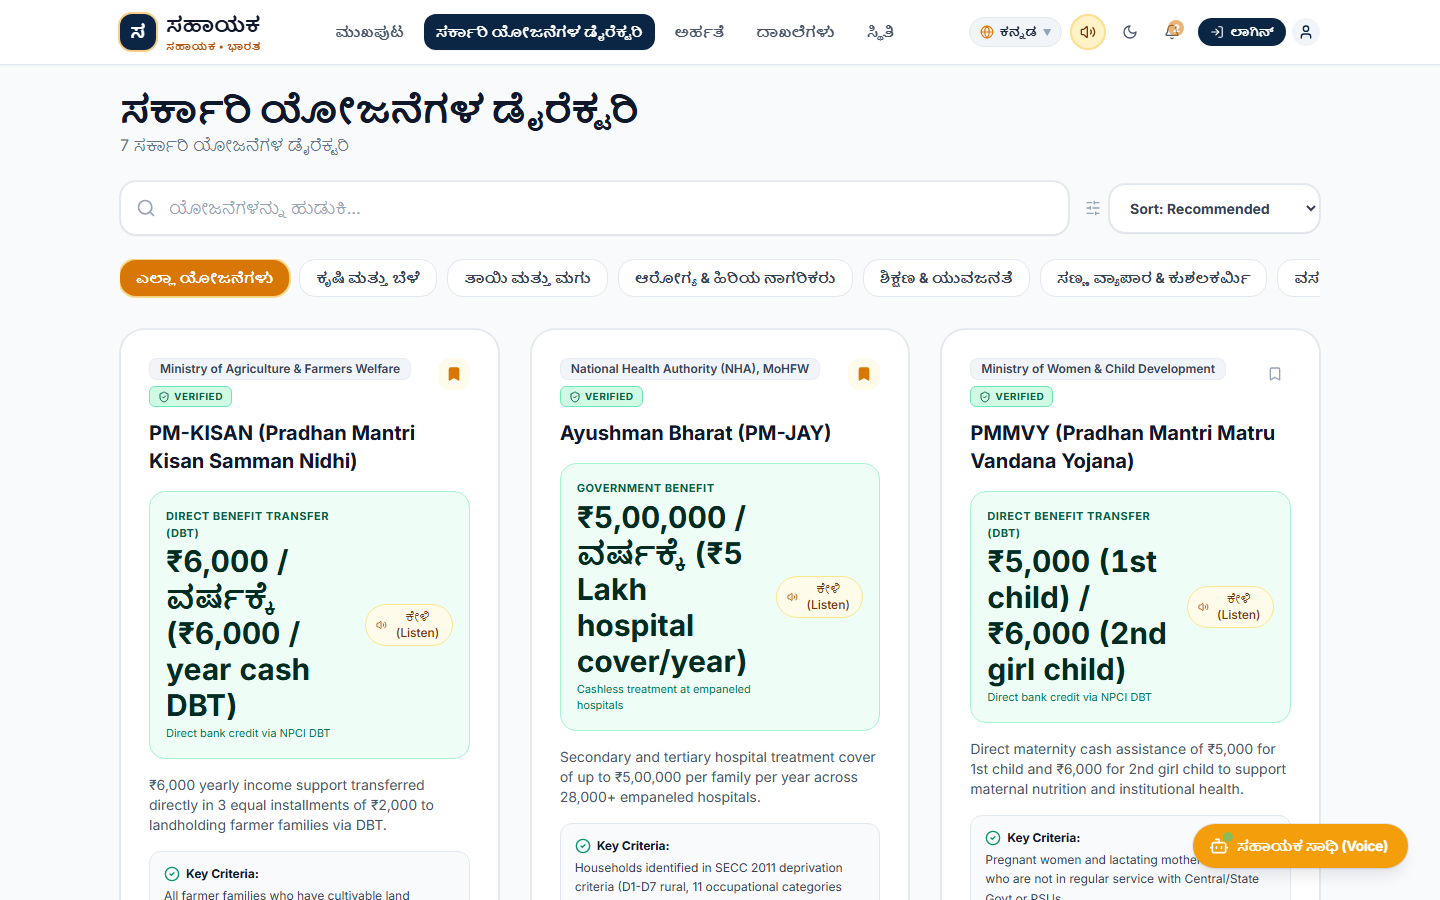 ಸ
ಸಹಾಯಕ
ಸಹಾಯಕ • ಭಾರತ
ಮುಖಪುಟ
ಸರ್ಕಾರಿ ಯೋಜನೆಗಳ ಡೈರೆಕ್ಟರಿ
ಅರ್ಹತೆ
ದಾಖಲೆಗಳು
ಸ್ಥಿತಿ
ಕನ್ನಡ
ಲಾಗಿನ್
ಸರ್ಕಾರಿ ಯೋಜನೆಗಳ ಡೈರೆಕ್ಟರಿ
7 ಸರ್ಕಾರಿ ಯೋಜನೆಗಳ ಡೈರೆಕ್ಟರಿ
ಯೋಜನೆಗಳನ್ನು ಹುಡುಕಿ...
Sort: Recommended
ಎಲ್ಲಾ ಯೋಜನೆಗಳು
ಕೃಷಿ ಮತ್ತು ಬೆಳೆ
ತಾಯಿ ಮತ್ತು ಮಗು
ಆರೋಗ್ಯ & ಹಿರಿಯ ನಾಗರಿಕರು
ಶಿಕ್ಷಣ & ಯುವಜನತೆ
ಸಣ್ಣ ವ್ಯಾಪಾರ & ಕುಶಲಕರ್ಮಿ
ವಸ
Ministry of Agriculture & Farmers Welfare
VERIFIED
PM-KISAN (Pradhan Mantri
Kisan Samman Nidhi)
DIRECT BENEFIT TRANSFER
(DBT)
₹6,000 /
ವರ್ಷಕ್ಕೆ
(₹6,000 /
year cash
DBT)
Direct bank credit via NPCI DBT
ಕೇಳಿ
(Listen)
₹6,000 yearly income support transferred
directly in 3 equal installments of ₹2,000 to
landholding farmer families via DBT.
Key Criteria:
All farmer families who have cultivable land
National Health Authority (NHA), MoHFW
VERIFIED
Ayushman Bharat (PM-JAY)
GOVERNMENT BENEFIT
₹5,00,000 /
ವರ್ಷಕ್ಕೆ (₹5
Lakh
hospital
cover/year)
Cashless treatment at empaneled
hospitals
ಕೇಳಿ
(Listen)
Secondary and tertiary hospital treatment cover
of up to ₹5,00,000 per family per year across
28,000+ empaneled hospitals.
Key Criteria:
Households identified in SECC 2011 deprivation
criteria (D1-D7 rural, 11 occupational categories
Ministry of Women & Child Development
VERIFIED
PMMVY (Pradhan Mantri Matru
Vandana Yojana)
DIRECT BENEFIT TRANSFER
(DBT)
₹5,000 (1st
child) /
₹6,000 (2nd
girl child)
Direct bank credit via NPCI DBT
ಕೇಳಿ
(Listen)
Direct maternity cash assistance of ₹5,000 for
1st child and ₹6,000 for 2nd girl child to support
maternal nutrition and institutional health.
Key Criteria:
Pregnant women and lactating mothe
who are not in regular service with Central/State
Govt or PSUs
ಸಹಾಯಕ ಸಾಥಿ (Voice)